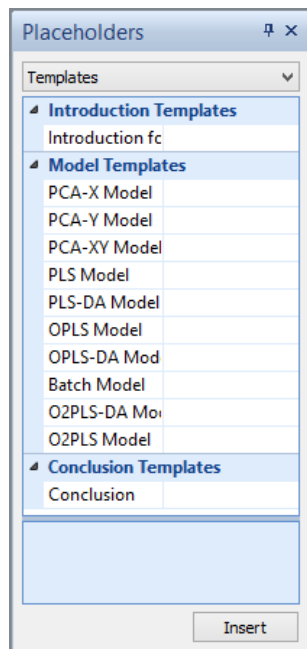 Placeholders
Templates
Introduction Templates
Introduction fo
Model Templates
PCA-X Model
PCA-Y Model
PCA-XY Model
PLS Model
PLS-DA Model
OPLS Model
OPLS-DA Mod
Batch Model
O2PLS-DA Mo
O2PLS Model
Conclusion Templates
Conclusion
Insert